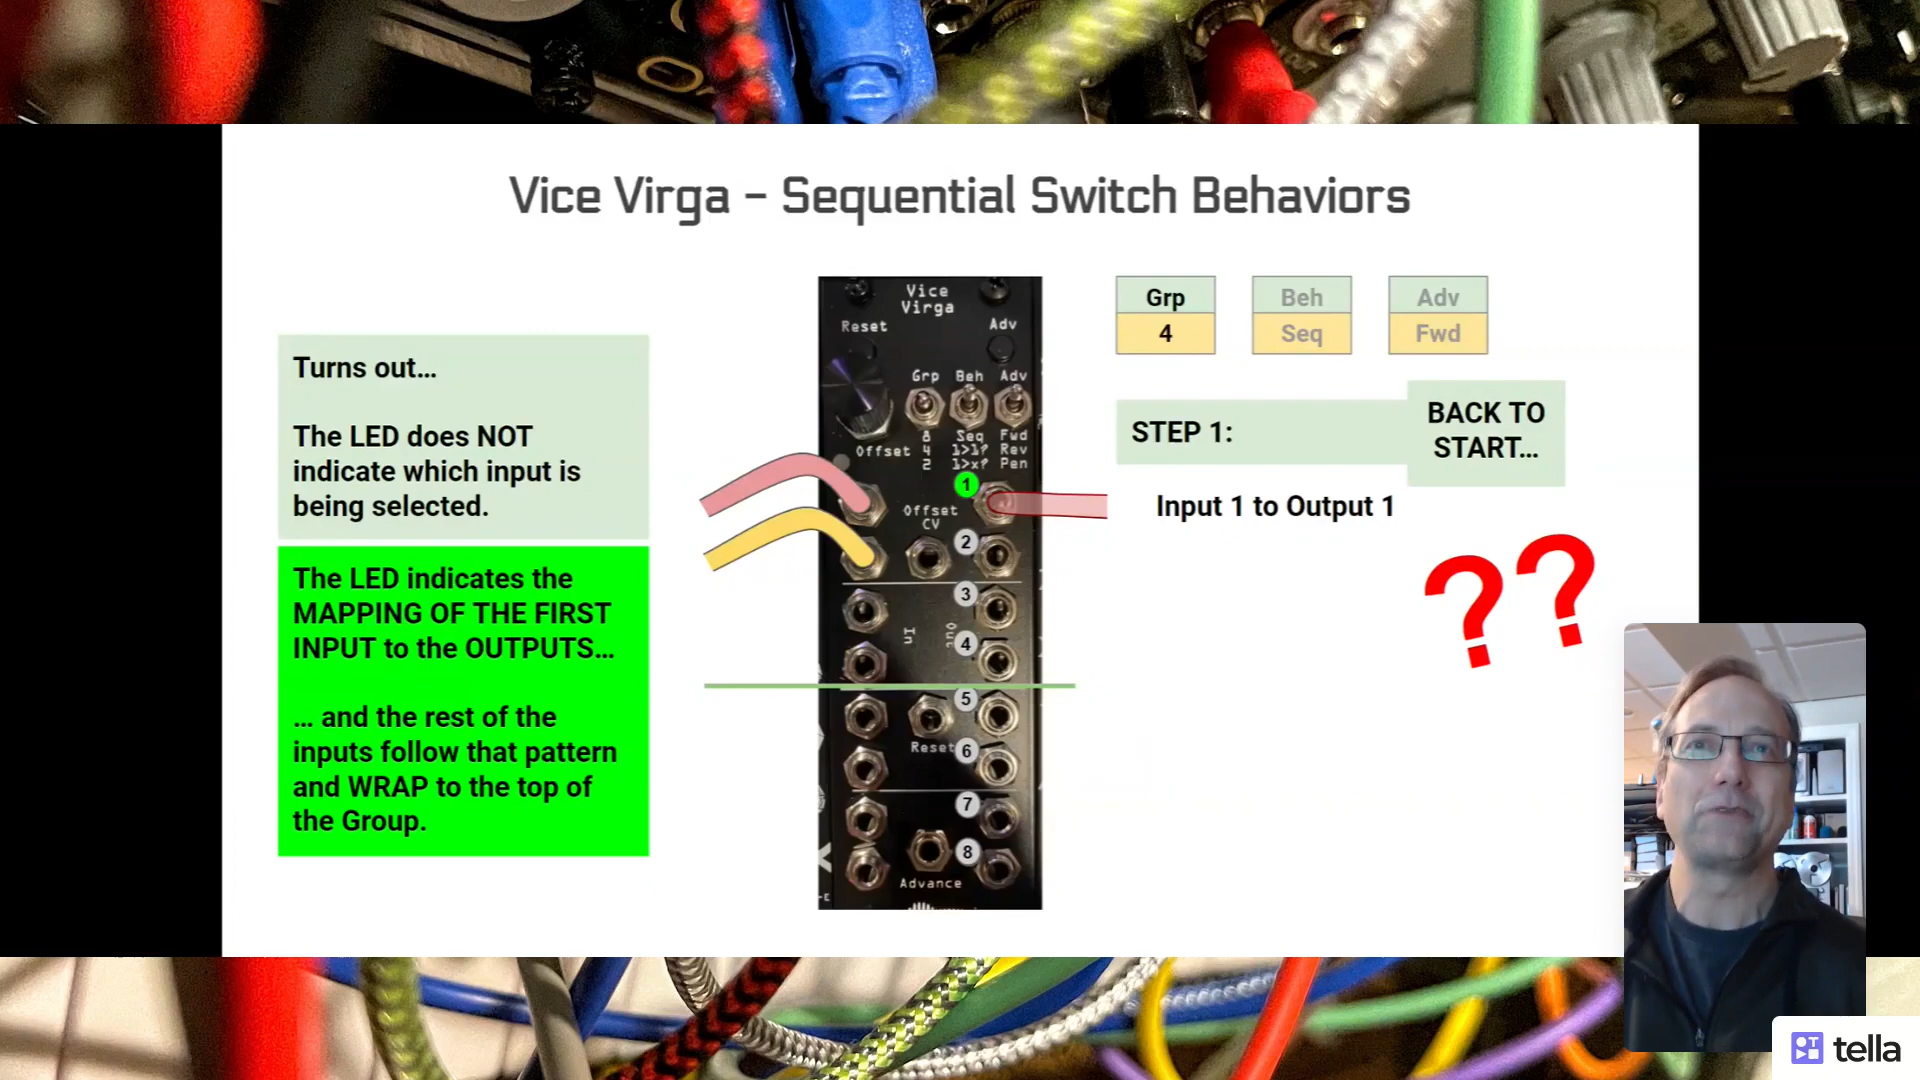 Vice Virga – Sequential Switch Behaviors
Turns out…
The LED does NOT
indicate which input is
being selected.
The LED indicates the
MAPPING OF THE FIRST
INPUT to the OUTPUTS…
… and the rest of the
inputs follow that pattern
and WRAP to the top of
the Group.
Vice
Virga
Reset
Adv
Grp Beh Adv
8 Seq Fwd
Offset 4 1>1? Rev
2 1>x? Pen
1
Offset
CV
2
3
In
Out
4
5
Reset
6
7
8
Advance
Grp
4
Beh
Seq
Adv
Fwd
STEP 1:
BACK TO
START…
Input 1 to Output 1
??
tella